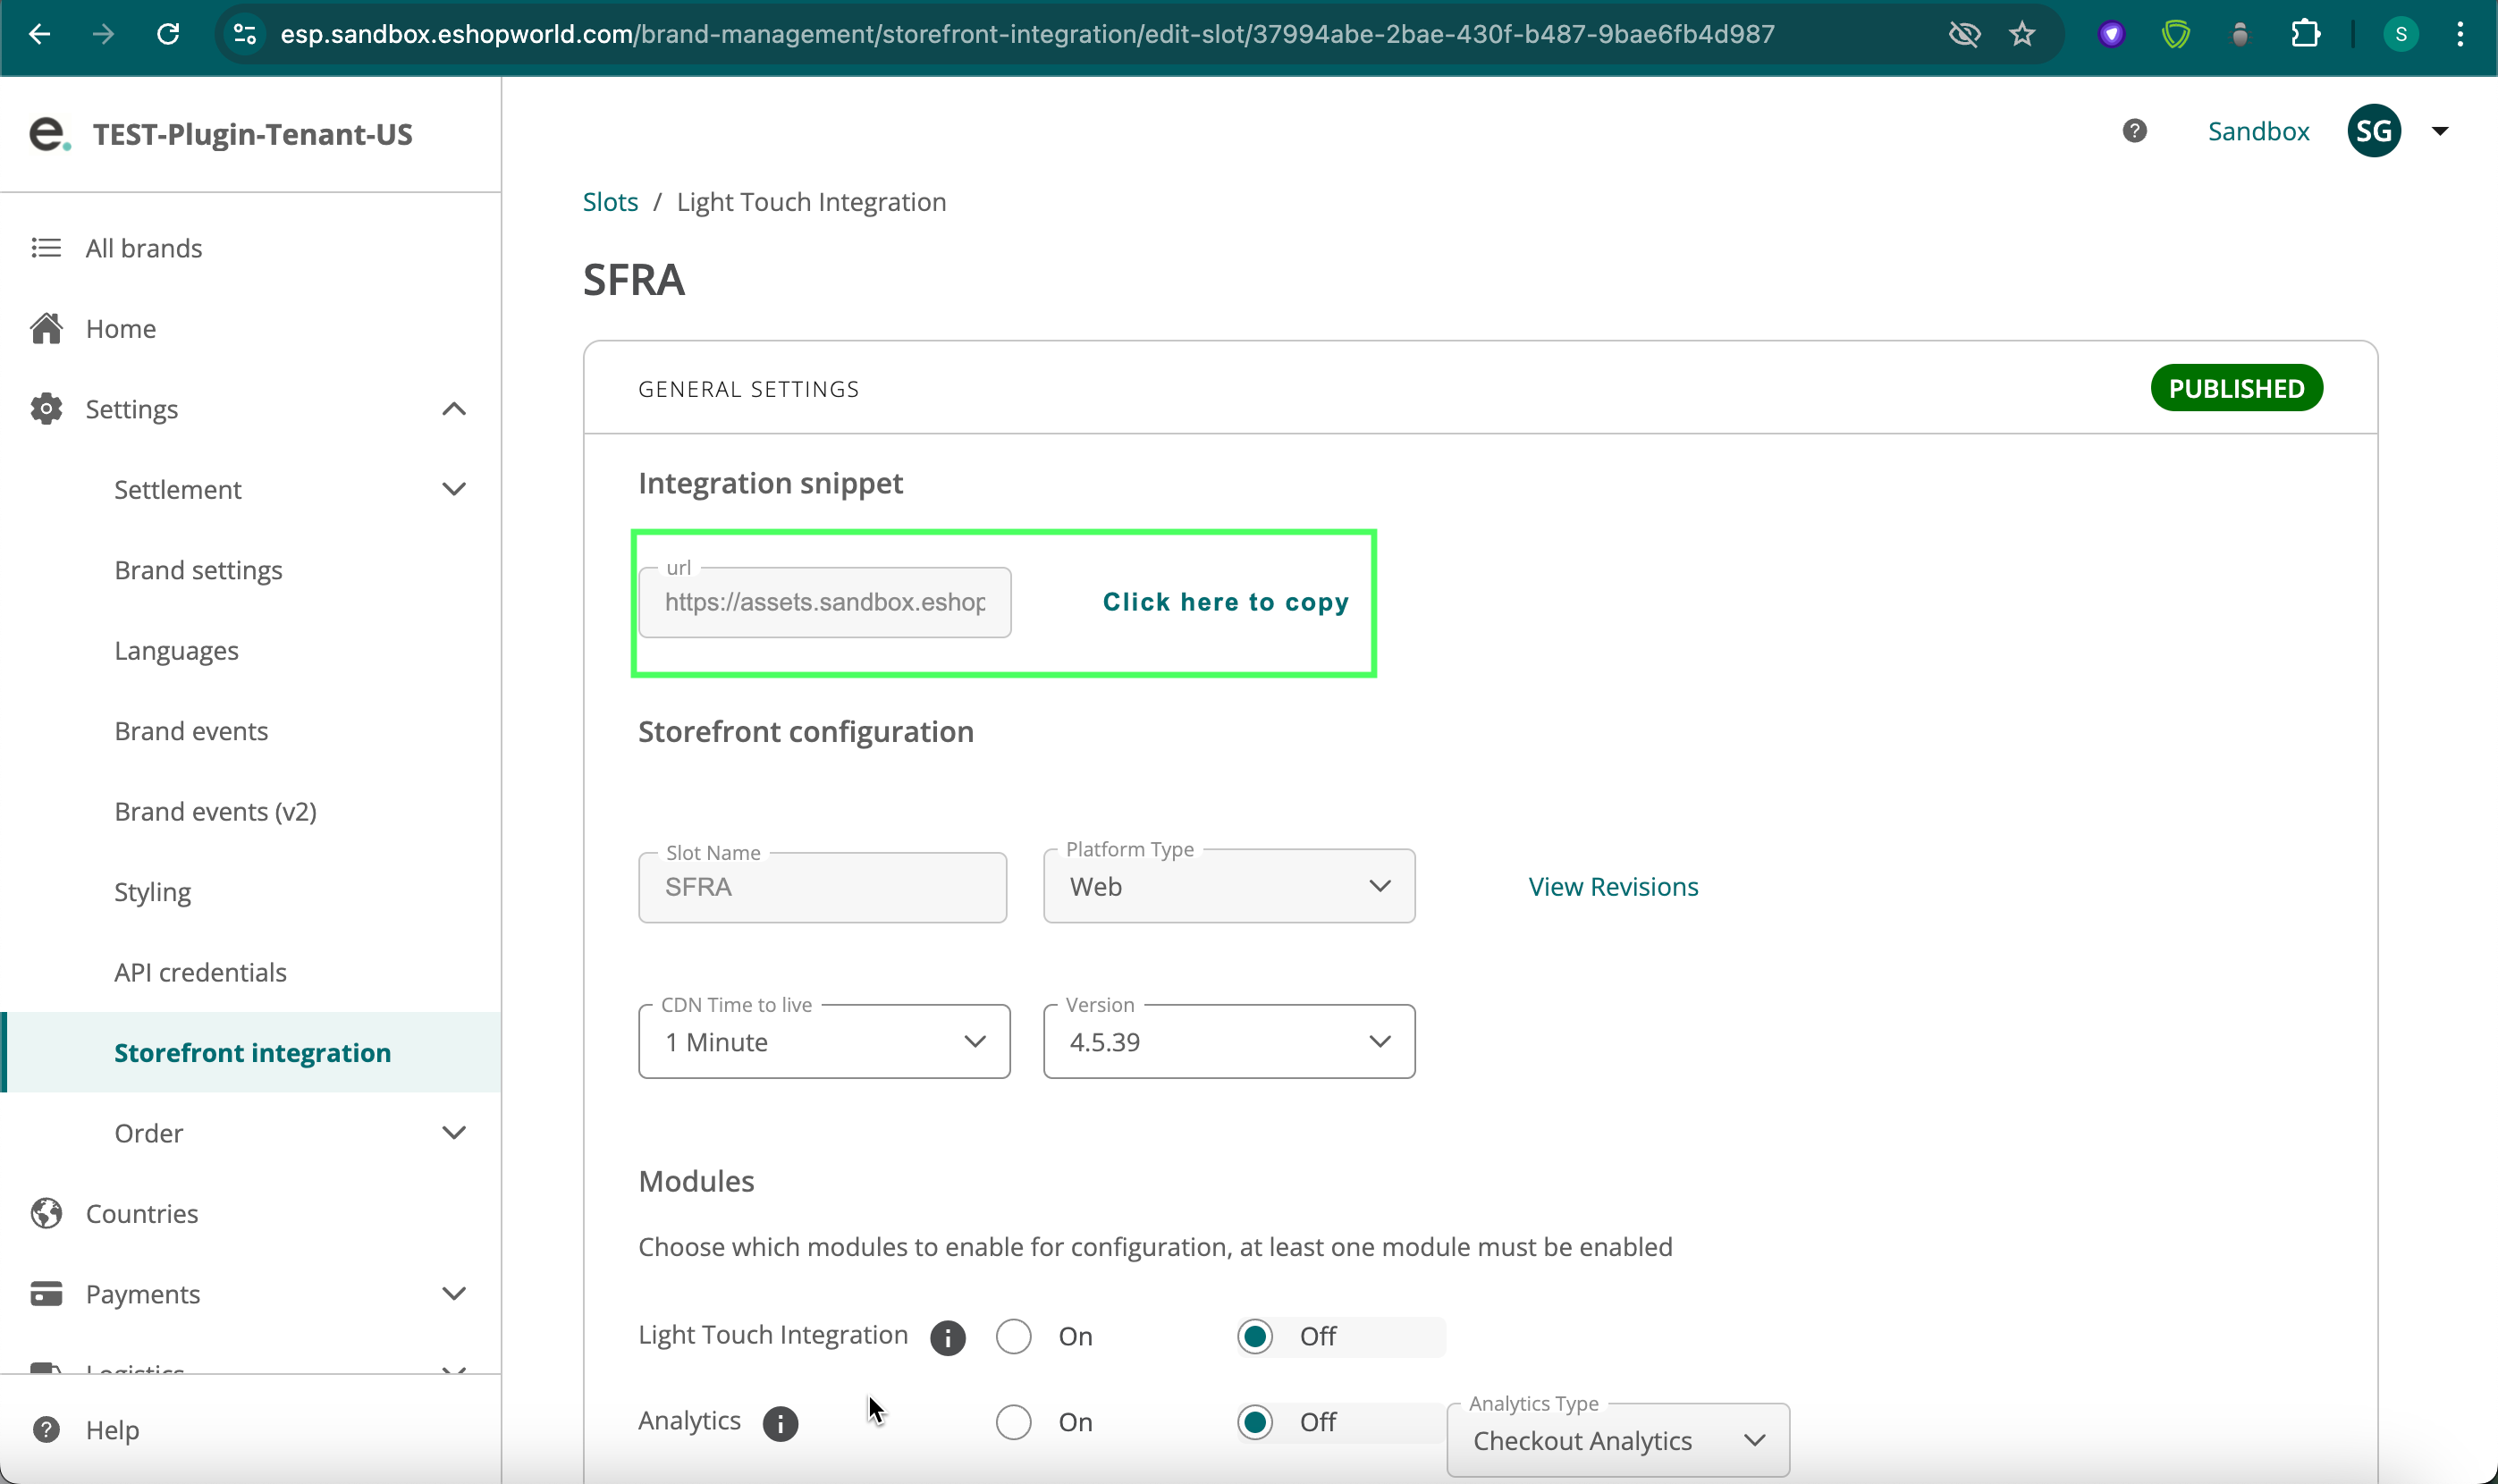 esp.sandbox.eshopworld.com/brand-management/storefront-integration/edit-slot/37994abe-2bae-430f-b487-9bae6fb4d987
S
e.
TEST-Plugin-Tenant-US
?
Sandbox
SG
All brands
Home
Settings
Settlement
Brand settings
Languages
Brand events
Brand events (v2)
Styling
API credentials
Storefront integration
Order
Countries
Payments
Logistics
? Help
Slots / Light Touch Integration
SFRA
GENERAL SETTINGS
PUBLISHED
Integration snippet
url
https://assets.sandbox.eshop
Click here to copy
Storefront configuration
Slot Name
SFRA
Platform Type
Web
View Revisions
CDN Time to live
1 Minute
Version
4.5.39
Modules
Choose which modules to enable for configuration, at least one module must be enabled
Light Touch Integration i On Off
Analytics i On Off
Analytics Type
Checkout Analytics